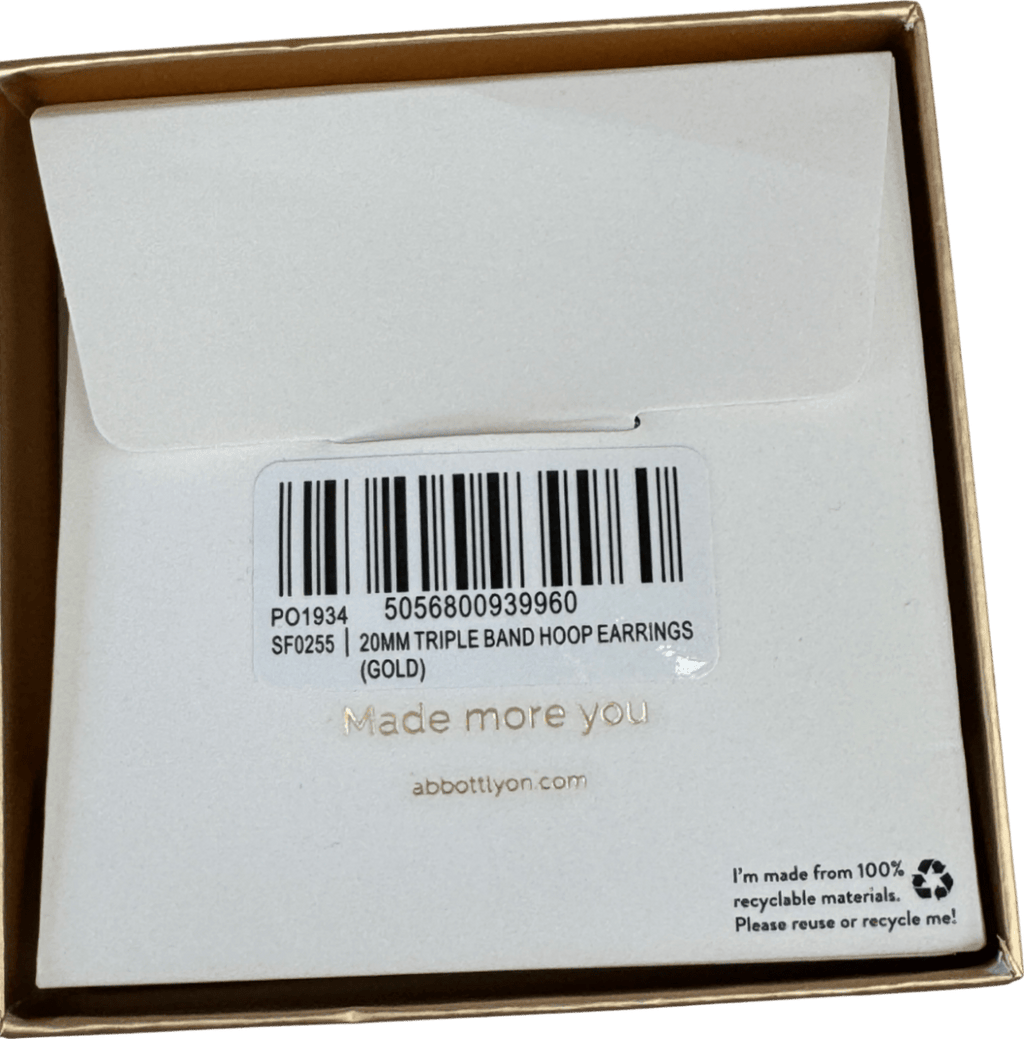 PO1934 5056800939960
SF0255 | 20MM TRIPLE BAND HOOP EARRINGS
(GOLD)
Made more you
abbottlyon.com
I'm made from 100%
recyclable materials.
Please reuse or recycle me!